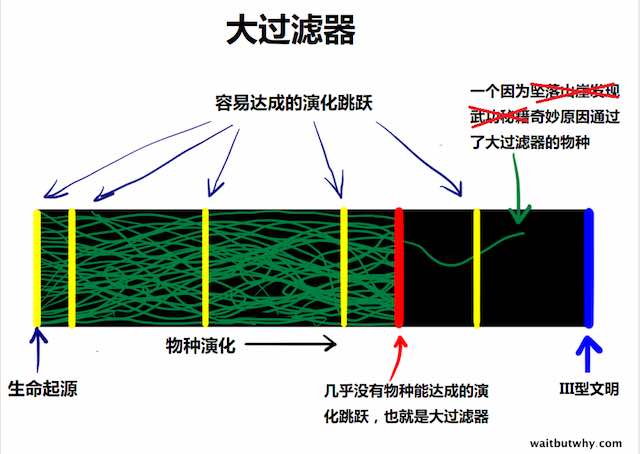 大过滤器
容易达成的演化跳跃
一个因为坠落山崖发现
武功秘籍奇妙原因通过
了大过滤器的物种
物种演化
生命起源
几乎没有物种能达成的演
化跳跃，也就是大过滤器
III型文明
waitbutwhy.com